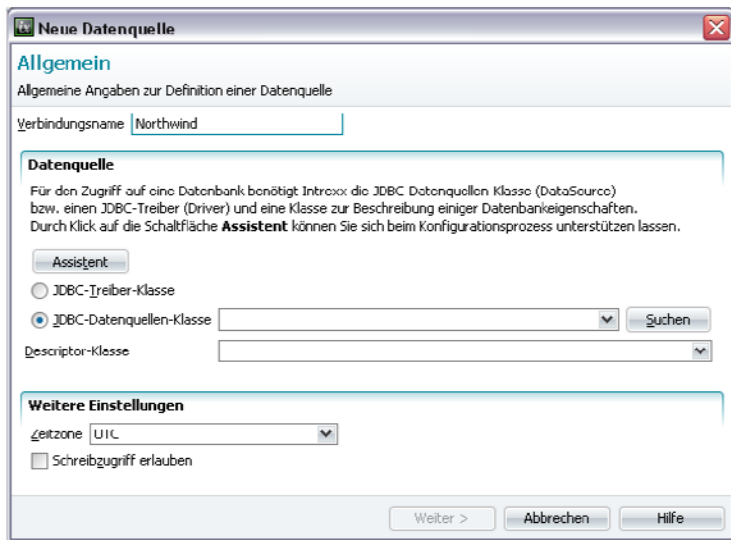 Neue Datenquelle
Allgemein
Allgemeine Angaben zur Definition einer Datenquelle
Verbindungsname Northwind
Datenquelle
Für den Zugriff auf eine Datenbank benötigt Intrexx die JDBC Datenquellen Klasse (DataSource)
bzw. einen JDBC-Treiber (Driver) und eine Klasse zur Beschreibung einiger Datenbankeigenschaften.
Durch Klick auf die Schaltfläche Assistent können Sie sich beim Konfigurationsprozess unterstützen lassen.
Assistent
JDBC-Treiber-Klasse
JDBC-Datenquellen-Klasse Suchen
Descriptor-Klasse
Weitere Einstellungen
Zeitzone UTC
Schreibzugriff erlauben
Weiter > Abbrechen Hilfe